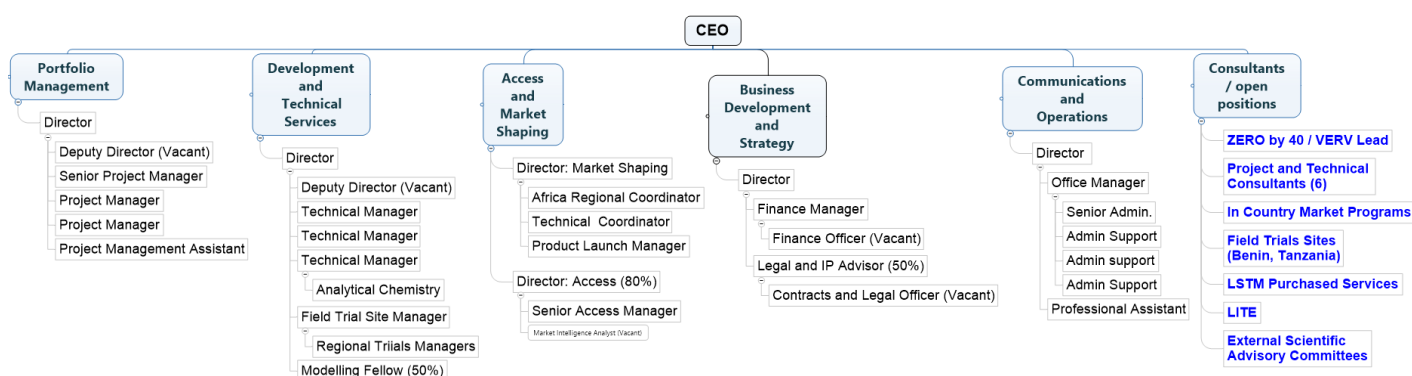 CEO
Portfolio
Management
Director
Deputy Director (Vacant)
Senior Project Manager
Project Manager
Project Manager
Project Management Assistant
Development
and
Technical
Services
Director
Deputy Director (Vacant)
Technical Manager
Technical Manager
Technical Manager
Analytical Chemistry
Field Trial Site Manager
Regional Triials Managers
Modelling Fellow (50%)
Access
and
Market
Shaping
Director: Market Shaping
Africa Regional Coordinator
Technical Coordinator
Product Launch Manager
Director: Access (80%)
Senior Access Manager
Market Intelligence Analyst (Vacant)
Business
Development
and
Strategy
Director
Finance Manager
Finance Officer (Vacant)
Legal and IP Advisor (50%)
Contracts and Legal Officer (Vacant)
Communications
and
Operations
Director
Office Manager
Senior Admin.
Admin Support
Admin support
Admin Support
Professional Assistant
Consultants
/ open
positions
ZERO by 40 / VERV Lead
Project and Technical
Consultants (6)
In Country Market Programs
Field Trials Sites
(Benin, Tanzania)
LSTM Purchased Services
LITE
External Scientific
Advisory Committees